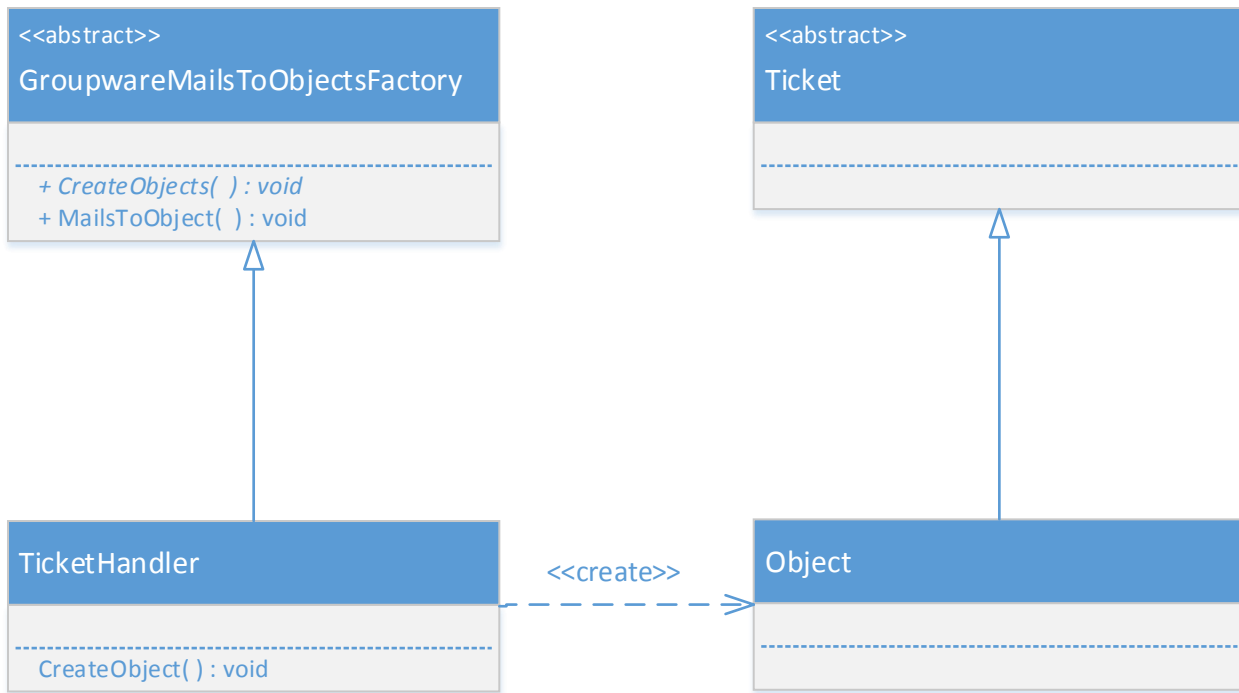 <<abstract>>
GroupwareMailsToObjectsFactory
+ CreateObjects( ) : void
+ MailsToObject( ) : void
<<abstract>>
Ticket
TicketHandler
CreateObject( ) : void
<<create>>
Object